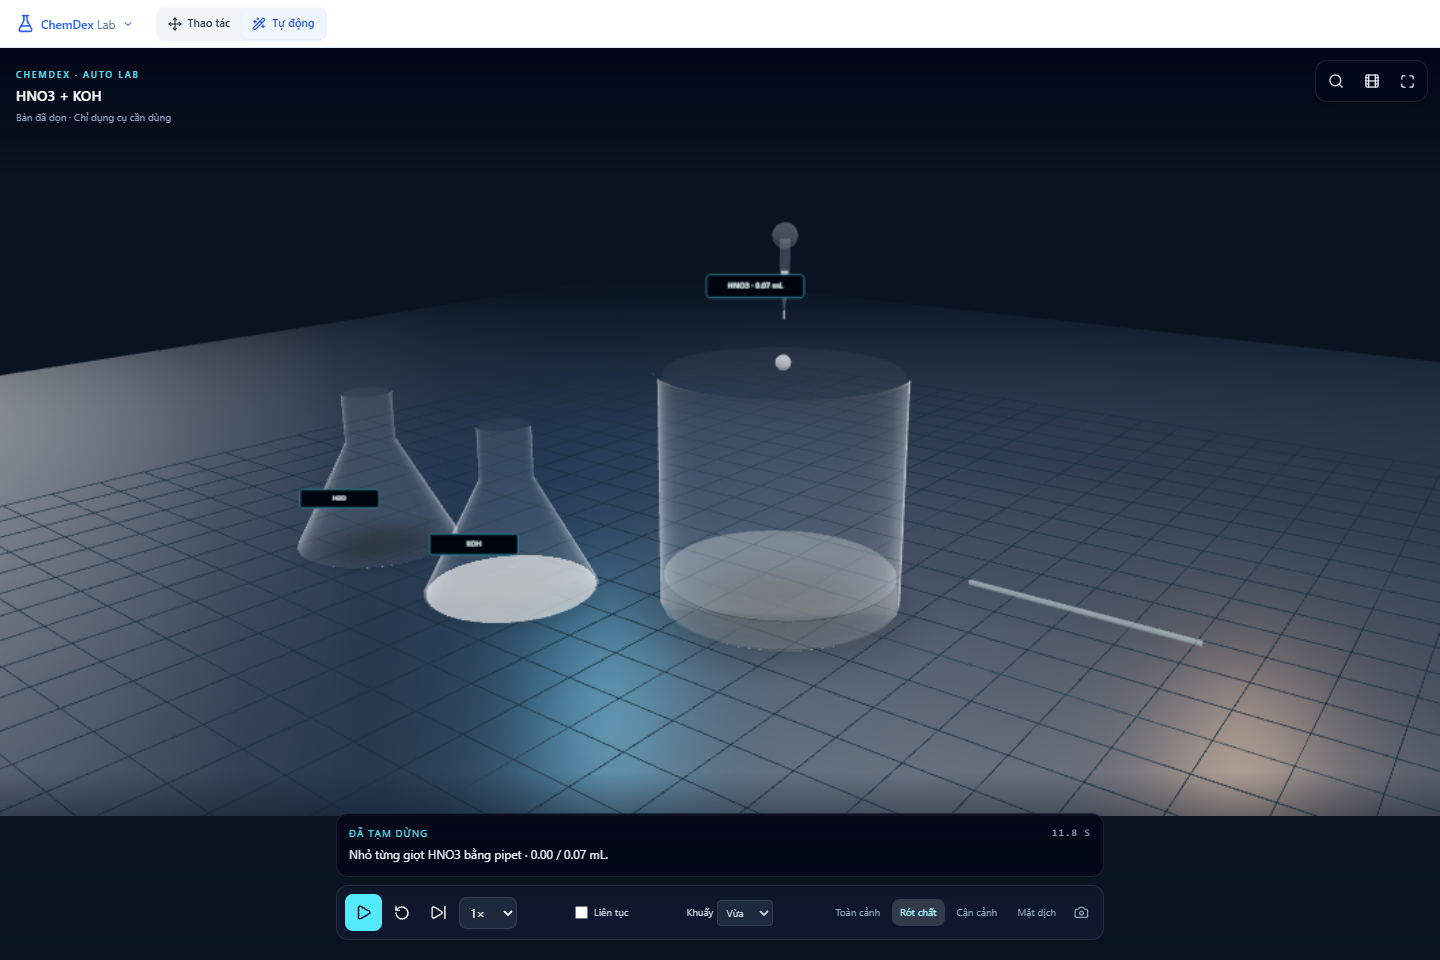 ChemDex Lab
Thao tác
Tự động
CHEMDEX · AUTO LAB
HNO3 + KOH
Bàn đã dọn · Chỉ dụng cụ cần dùng
HNO3 · 0.07 mL
H2O
KOH
ĐÃ TẠM DỪNG
11.8 S
Nhỏ từng giọt HNO3 bằng pipet · 0.00 / 0.07 mL.
1×
Liên tục
Khuấy
Vừa
Toàn cảnh
Rót chất
Cận cảnh
Mặt dịch